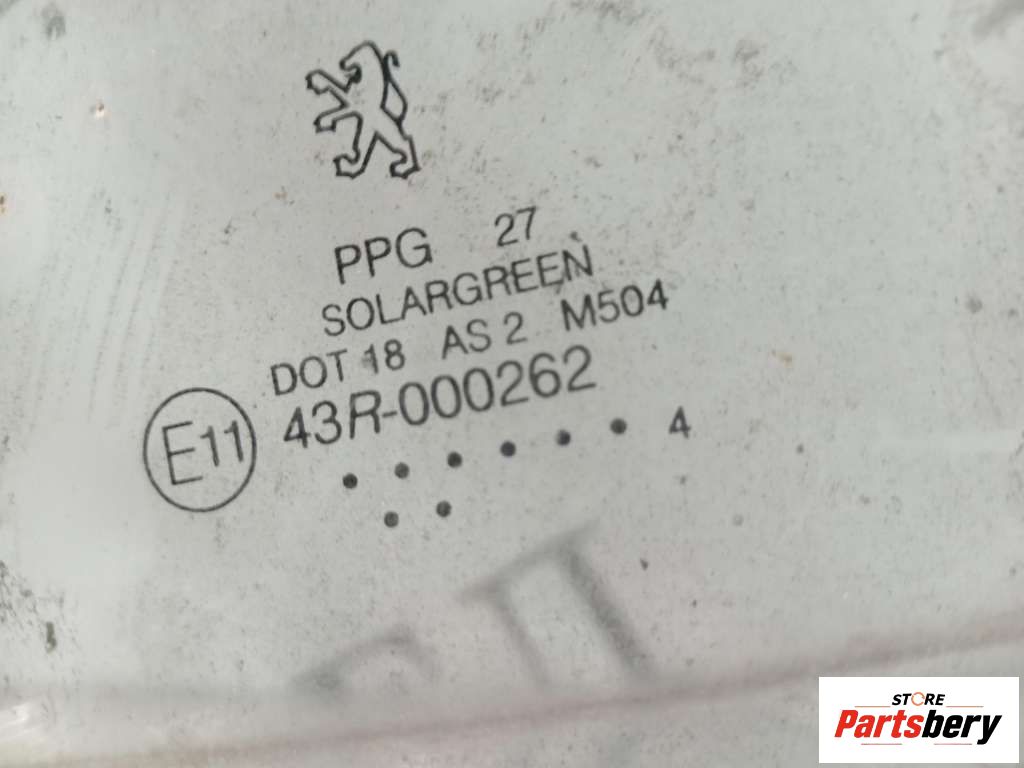 PPG 27
SOLARGREEN
DOT 18 AS 2 M504
E11 43R-000262
. . . . . . 4
. .
STORE
Partsbery